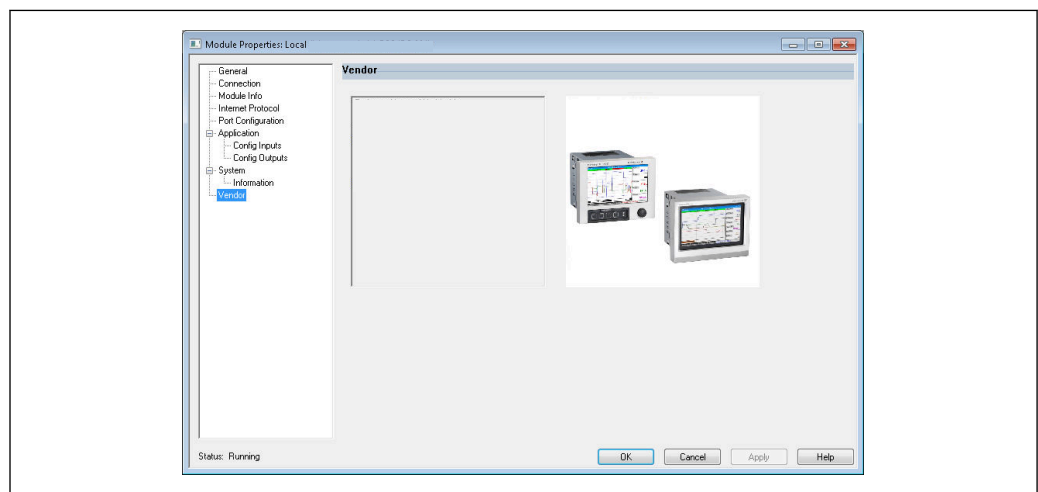 Module Properties: Local
General
Connection
Module Info
Internet Protocol
Port Configuration
Application
Config Inputs
Config Outputs
System
Information
Vendor
Vendor
Status: Running
OK
Cancel
Apply
Help